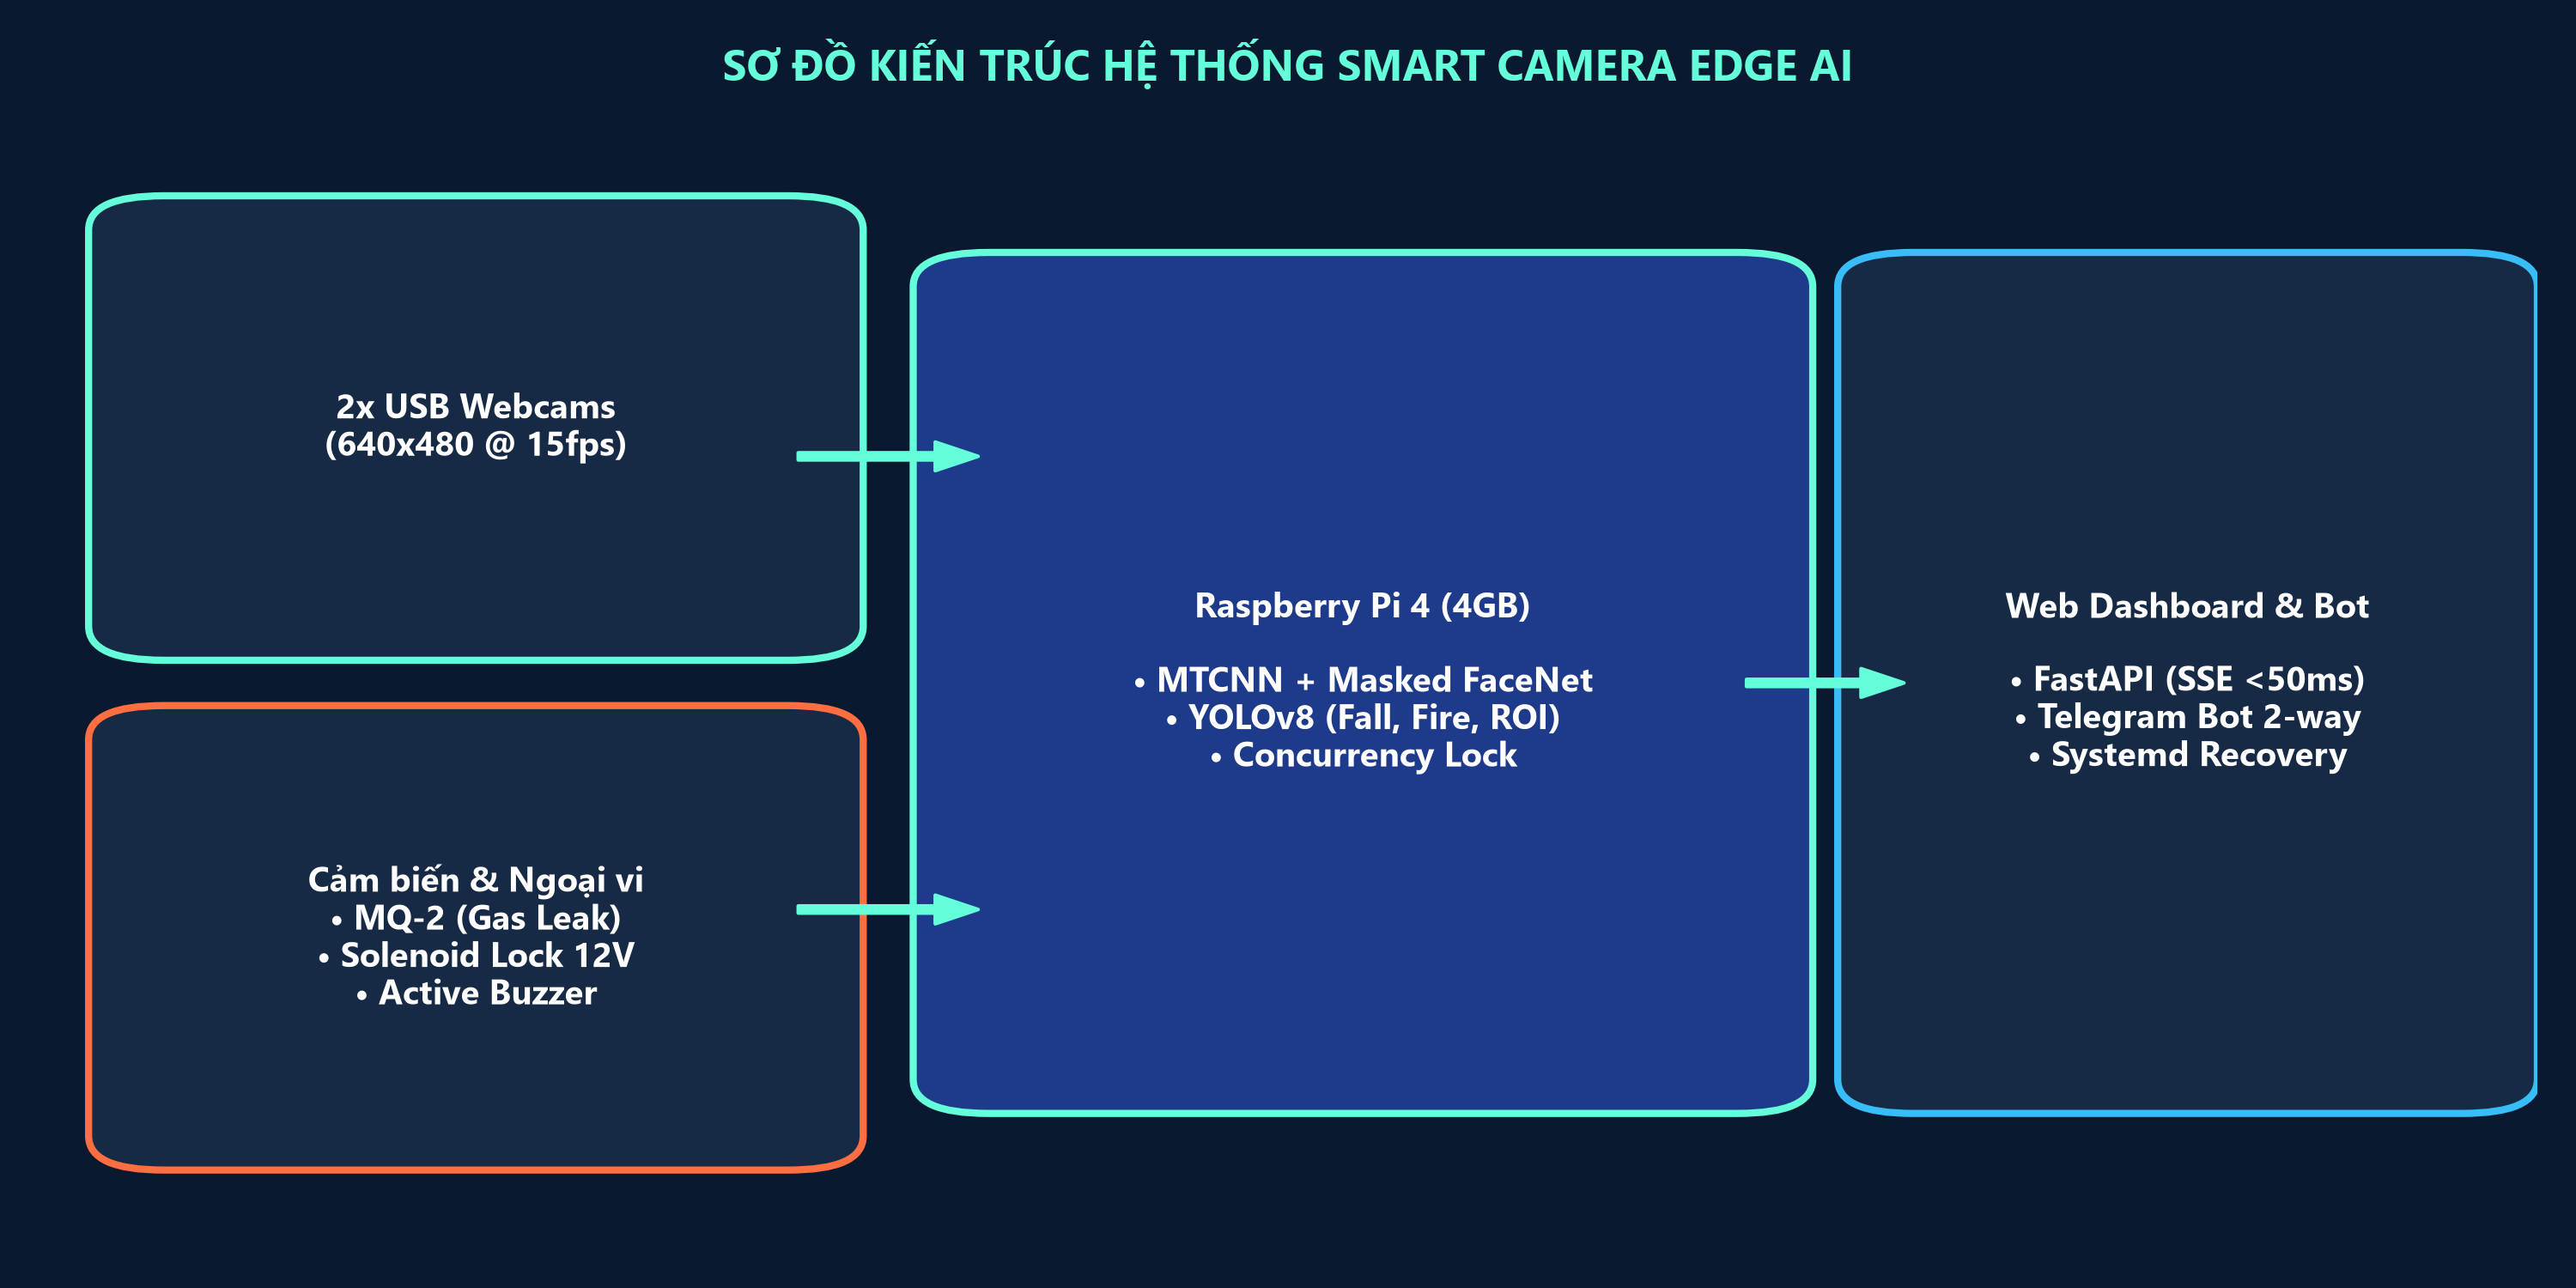 SƠ ĐỒ KIẾN TRÚC HỆ THỐNG SMART CAMERA EDGE AI
2x USB Webcams
(640x480 @ 15fps)
Cảm biến & Ngoại vi
• MQ-2 (Gas Leak)
• Solenoid Lock 12V
• Active Buzzer
Raspberry Pi 4 (4GB)
• MTCNN + Masked FaceNet
• YOLOv8 (Fall, Fire, ROI)
• Concurrency Lock
Web Dashboard & Bot
• FastAPI (SSE <50ms)
• Telegram Bot 2-way
• Systemd Recovery